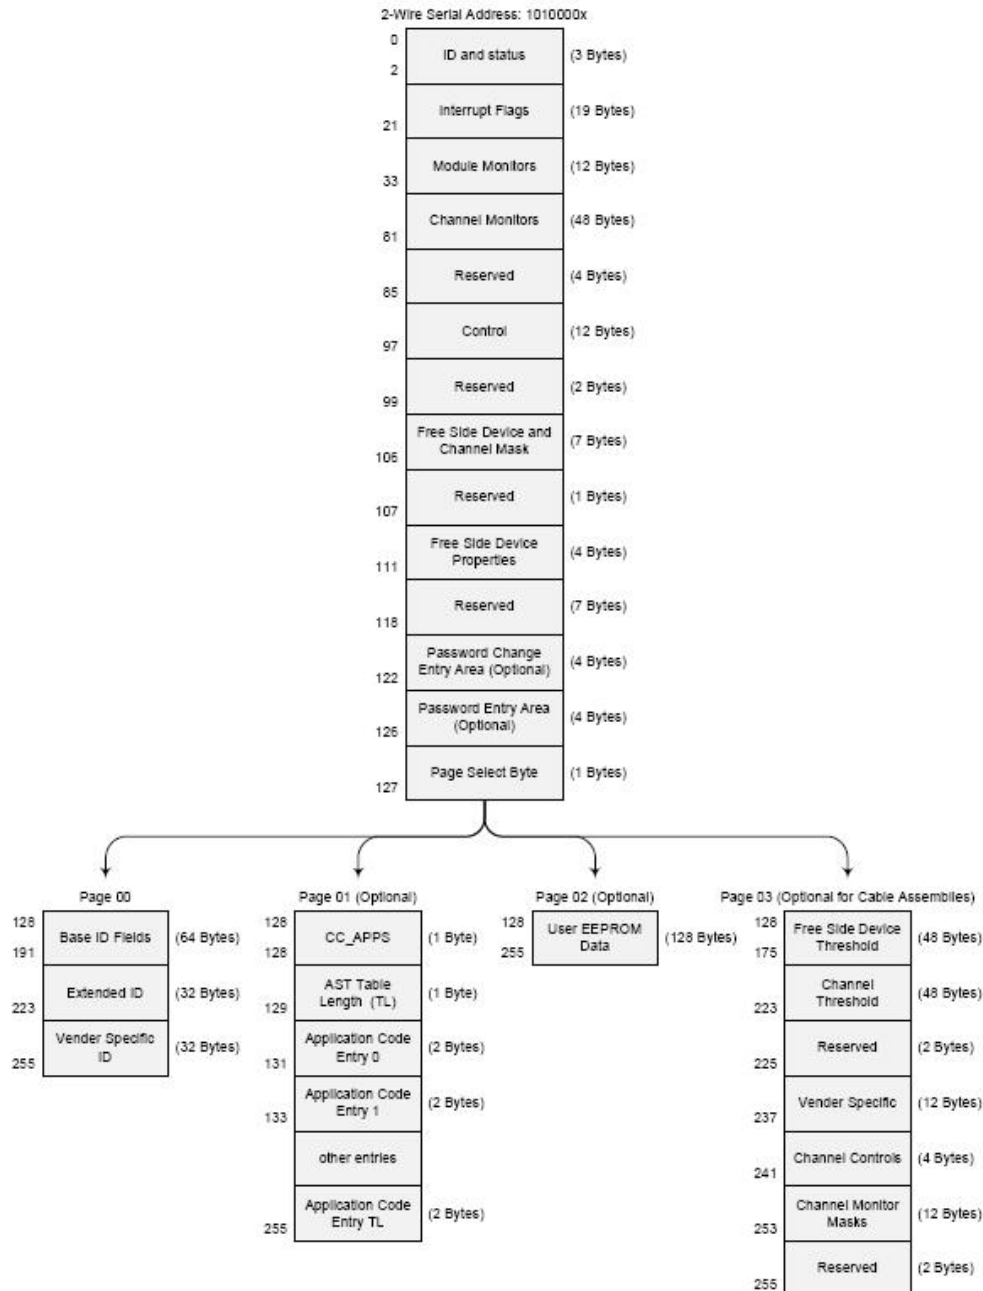 2-Wire Serial Address: 1010000x
0
ID and status
(3 Bytes)
2
Interrupt Flags
(19 Bytes)
21
Module Monitors
(12 Bytes)
33
Channel Monitors
(48 Bytes)
81
Reserved
(4 Bytes)
85
Control
(12 Bytes)
97
Reserved
(2 Bytes)
99
Free Side Device and
Channel Mask
(7 Bytes)
106
Reserved
(1 Bytes)
107
Free Side Device
Properties
(4 Bytes)
111
Reserved
(7 Bytes)
118
Password Change
Entry Area (Optional)
(4 Bytes)
122
Password Entry Area
(Optional)
(4 Bytes)
126
Page Select Byte
(1 Bytes)
127
Page 00
128
Base ID Fields
(64 Bytes)
191
Extended ID
(32 Bytes)
223
Vender Specific
ID
(32 Bytes)
255
Page 01 (Optional)
128
CC_APPS
(1 Byte)
128
AST Table
Length (TL)
(1 Byte)
129
Application Code
Entry 0
(2 Bytes)
131
Application Code
Entry 1
(2 Bytes)
133
other entries
Application Code
Entry TL
(2 Bytes)
255
Page 02 (Optional)
128
User EEPROM
Data
(128 Bytes)
255
Page 03 (Optional for Cable Assemblies)
128
Free Side Device
Threshold
(48 Bytes)
175
Channel
Threshold
(48 Bytes)
223
Reserved
(2 Bytes)
225
Vender Specific
(12 Bytes)
237
Channel Controls
(4 Bytes)
241
Channel Monitor
Masks
(12 Bytes)
253
Reserved
(2 Bytes)
255